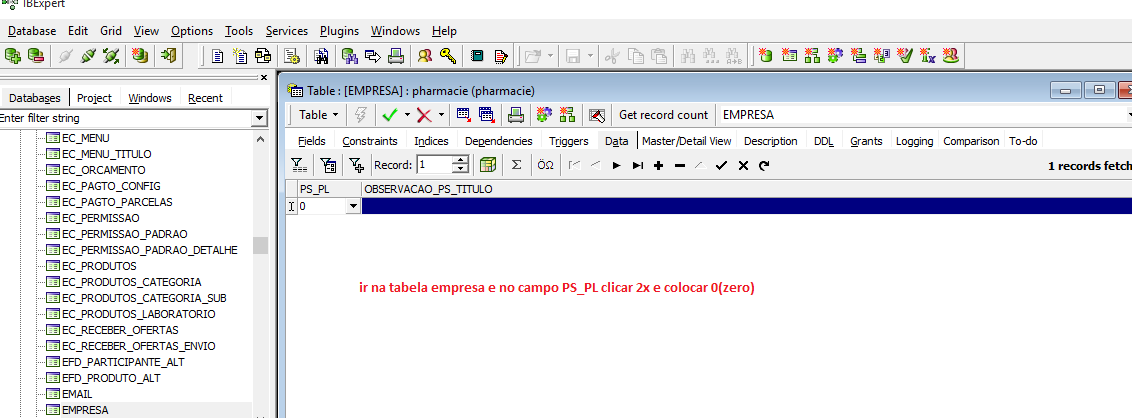 IBExpert
Database Edit Grid View Options Tools Services Plugins Windows Help
Databases Project Windows Recent
Enter filter string
EC_MENU
EC_MENU_TITULO
EC_ORCAMENTO
EC_PAGTO_CONFIG
EC_PAGTO_PARCELAS
EC_PERMISSAO
EC_PERMISSAO_PADRAO
EC_PERMISSAO_PADRAO_DETALHE
EC_PRODUTOS
EC_PRODUTOS_CATEGORIA
EC_PRODUTOS_CATEGORIA_SUB
EC_PRODUTOS_LABORATORIO
EC_RECEBER_OFERTAS
EC_RECEBER_OFERTAS_ENVIO
EFD_PARTICIPANTE_ALT
EFD_PRODUTO_ALT
EMAIL
EMPRESA
Table : [EMPRESA] : pharmacie (pharmacie)
Table Get record count EMPRESA
Fields Constraints Indices Dependencies Triggers Data Master/Detail View Description DDL Grants Logging Comparison To-do
Record: 1 Σ ÖΩ 1 records fetch
PS_PL OBSERVACAO_PS_TITULO
0
ir na tabela empresa e no campo PS_PL clicar 2x e colocar 0(zero)